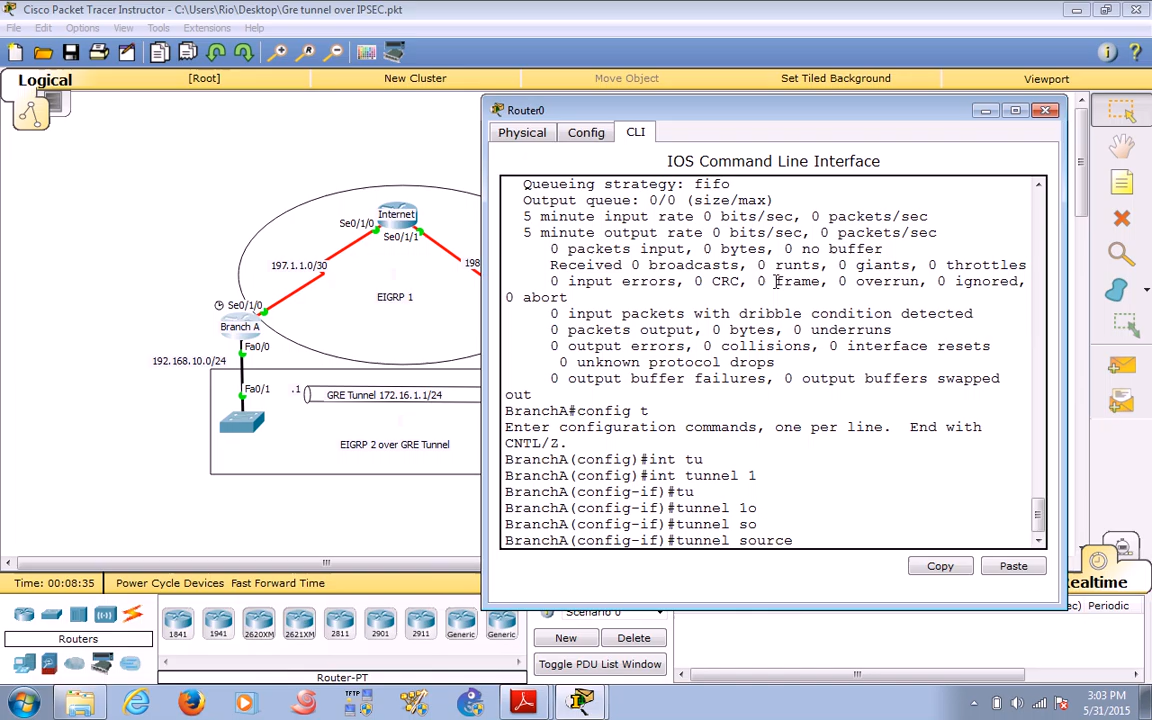 Cisco Packet Tracer Instructor - C:\Users\Rio\Desktop\Gre tunnel over IPSEC.pkt
File Edit Options View Tools Extensions Help
Logical [Root] New Cluster Move Object Set Tiled Background Viewport
Router0
Physical Config CLI
IOS Command Line Interface
Queueing strategy: fifo
Output queue: 0/0 (size/max)
5 minute input rate 0 bits/sec, 0 packets/sec
5 minute output rate 0 bits/sec, 0 packets/sec
0 packets input, 0 bytes, 0 no buffer
Received 0 broadcasts, 0 runts, 0 giants, 0 throttles
0 input errors, 0 CRC, 0 frame, 0 overrun, 0 ignored,
0 abort
0 input packets with dribble condition detected
0 packets output, 0 bytes, 0 underruns
0 output errors, 0 collisions, 0 interface resets
0 unknown protocol drops
0 output buffer failures, 0 output buffers swapped
out
BranchA#config t
Enter configuration commands, one per line.  End with
CNTL/Z.
BranchA(config)#int tu
BranchA(config)#int tunnel 1
BranchA(config-if)#tu
BranchA(config-if)#tunnel 1o
BranchA(config-if)#tunnel so
BranchA(config-if)#tunnel source
Copy Paste
Internet
Se0/1/0
Se0/1/1
197.1.1.0/30
198
EIGRP 1
Se0/1/0
Branch A
Fa0/0
192.168.10.0/24
Fa0/1
.1
GRE Tunnel 172.16.1.1/24
EIGRP 2 over GRE Tunnel
Time: 00:08:35 Power Cycle Devices Fast Forward Time
Realtime
Routers
1841 1941 2620XM 2621XM 2811 2901 2911 Generic Generic
Router-PT
Scenario 0
New Delete
Toggle PDU List Window
Periodic
3:03 PM
5/31/2015